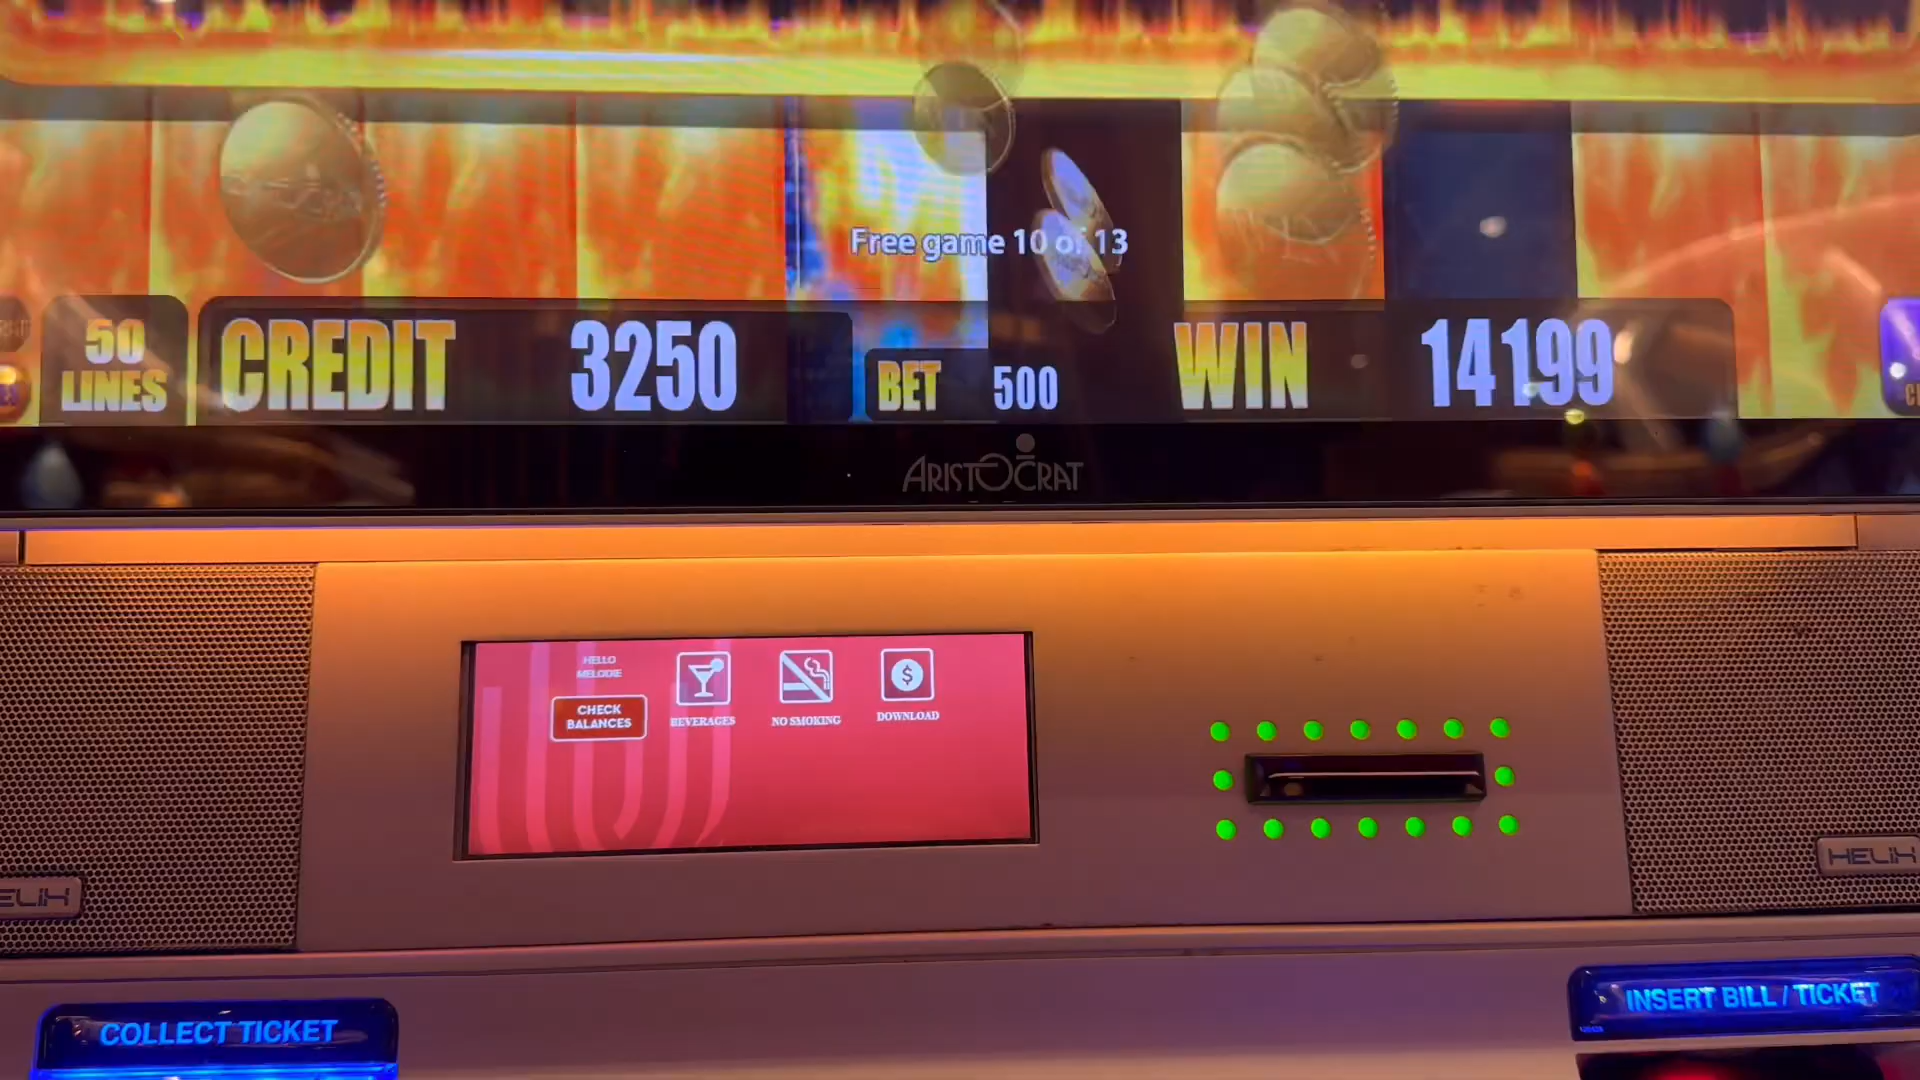 Free game 10 of 13
50
LINES
CREDIT 3250
BET 500
WIN 14199
ARISTOCRAT
HELLO
MELODIE
CHECK
BALANCES
BEVERAGES
NO SMOKING
DOWNLOAD
HELIX
ELIX
COLLECT TICKET
INSERT BILL / TICKET